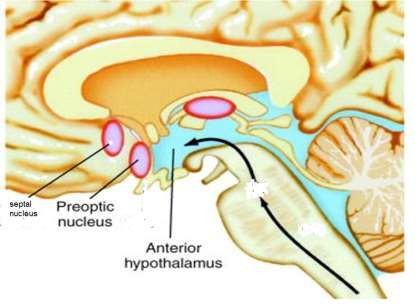 septal
nucleus
Preoptic
nucleus
Anterior
hypothalamus